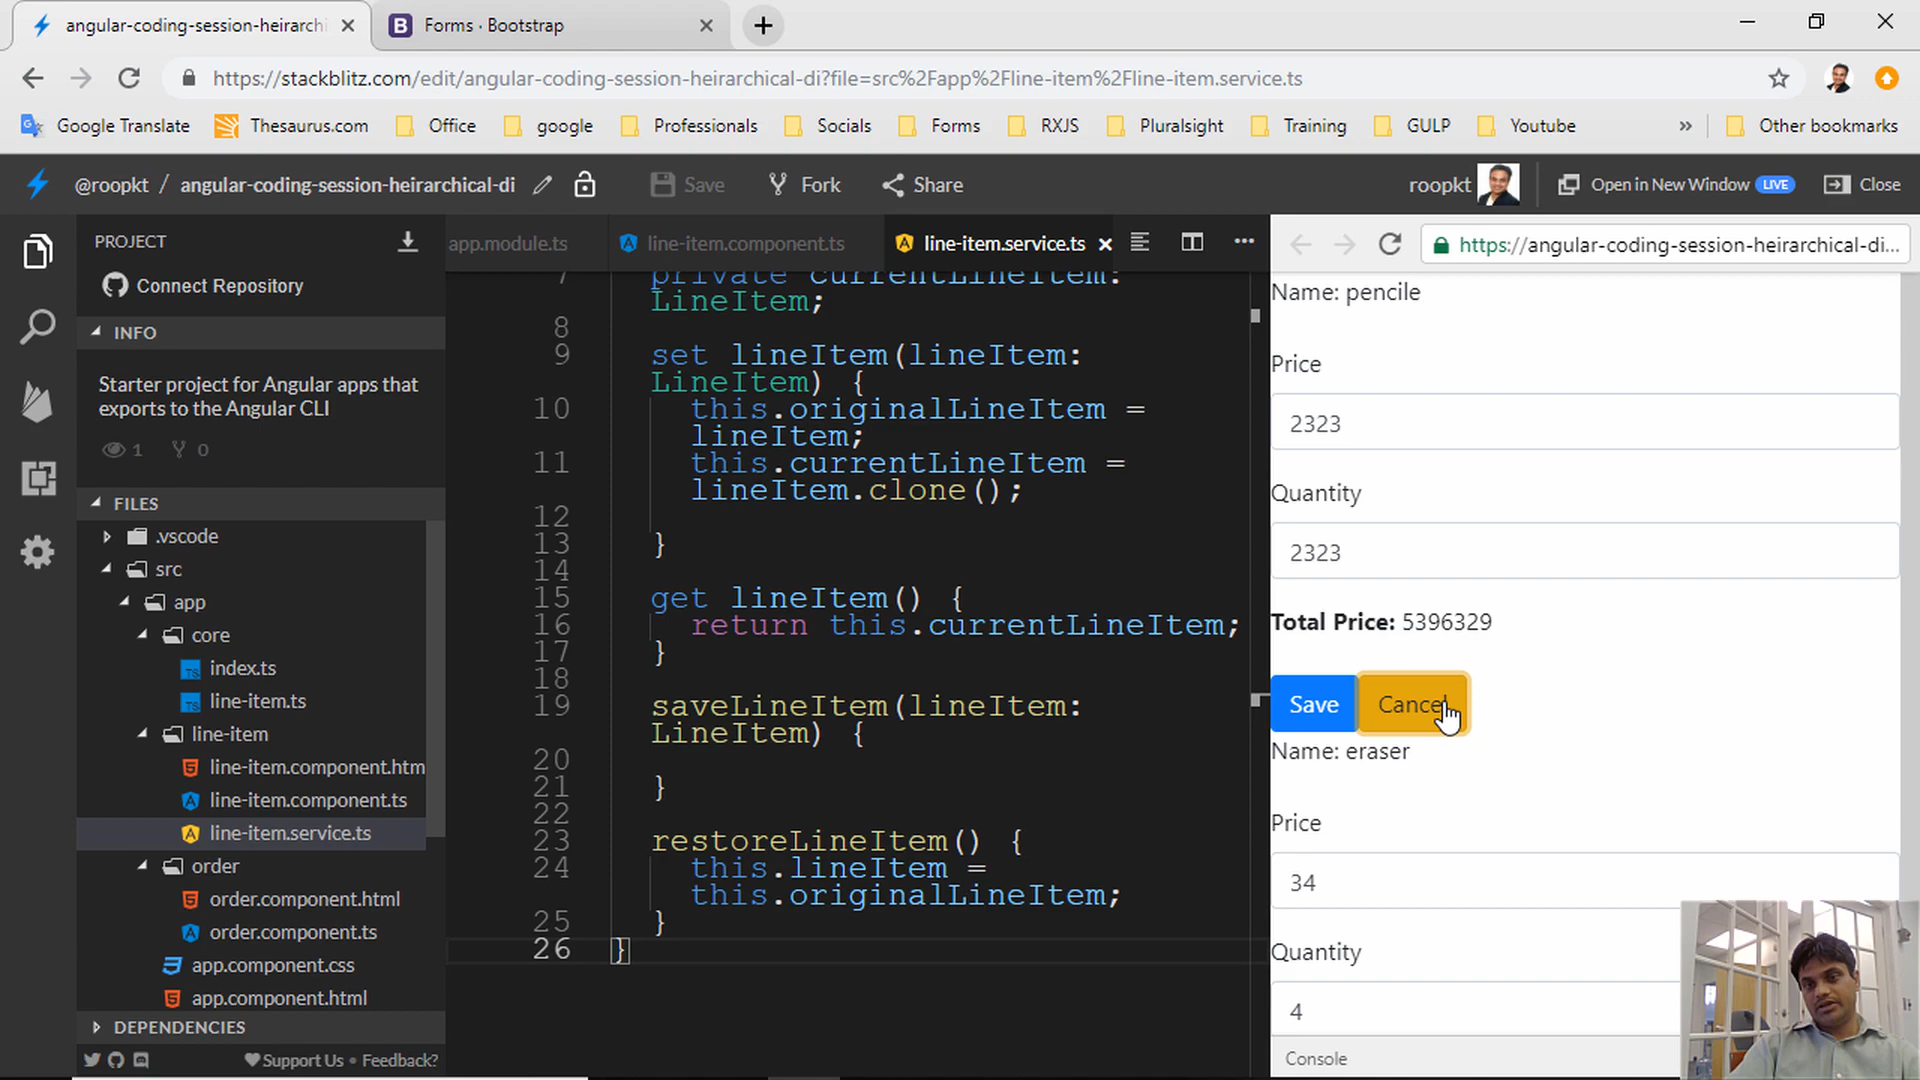 angular-coding-session-heirarchi
Forms · Bootstrap
https://stackblitz.com/edit/angular-coding-session-heirarchical-di?file=src%2Fapp%2Fline-item%2Fline-item.service.ts
Google Translate
Thesaurus.com
Office
google
Professionals
Socials
Forms
RXJS
Pluralsight
Training
GULP
Youtube
»
Other bookmarks
@roopkt / angular-coding-session-heirarchical-di
Save
Fork
Share
roopkt
Open in New Window LIVE
Close
PROJECT
Connect Repository
INFO
Starter project for Angular apps that
exports to the Angular CLI
1
0
FILES
.vscode
src
app
core
index.ts
line-item.ts
line-item
line-item.component.htm
line-item.component.ts
line-item.service.ts
order
order.component.html
order.component.ts
app.component.css
app.component.html
DEPENDENCIES
Support Us • Feedback?
app.module.ts
line-item.component.ts
line-item.service.ts
7 private currentLineItem:
LineItem;
8
9 set lineItem(lineItem:
LineItem) {
10 this.originalLineItem =
lineItem;
11 this.currentLineItem =
lineItem.clone();
12
13 }
14
15 get lineItem() {
16 return this.currentLineItem;
17 }
18
19 saveLineItem(lineItem:
LineItem) {
20
21 }
22
23 restoreLineItem() {
24 this.lineItem =
this.originalLineItem;
25 }
26 }
https://angular-coding-session-heirarchical-di...
Name: pencile
Price
2323
Quantity
2323
Total Price: 5396329
Save
Cancel
Name: eraser
Price
34
Quantity
4
Console